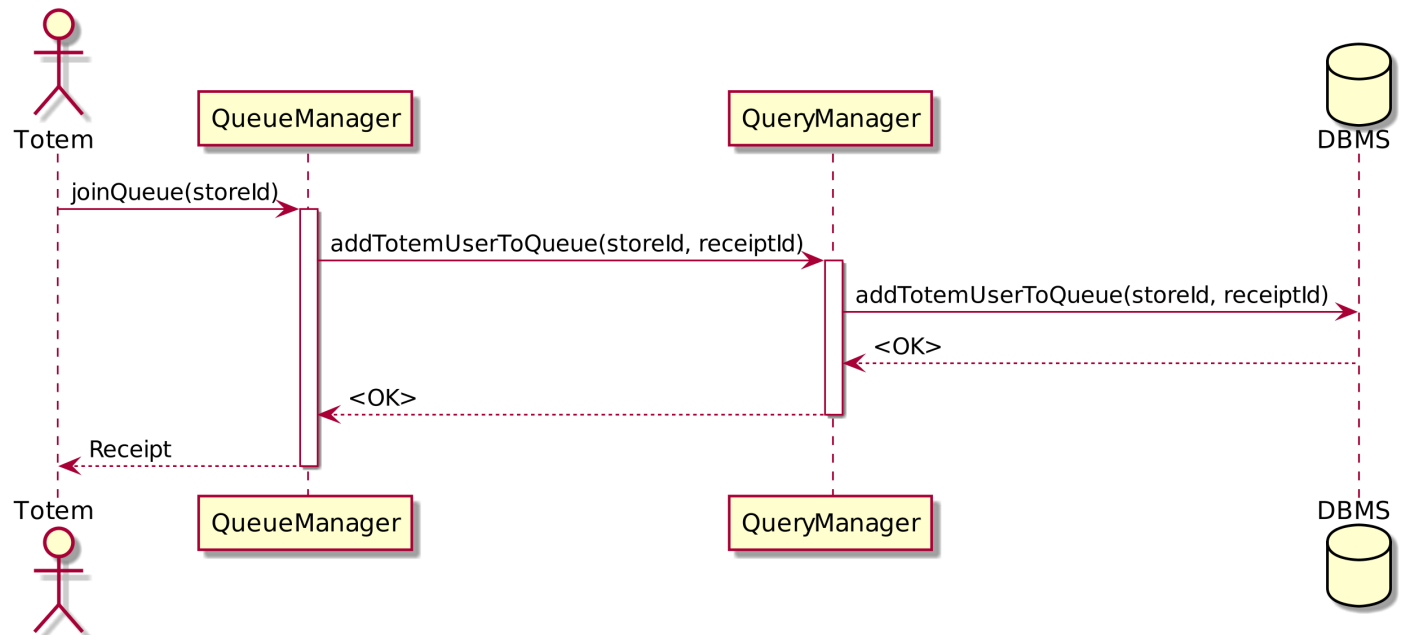 Totem
QueueManager
QueryManager
DBMS
joinQueue(storeId)
addTotemUserToQueue(storeId, receiptId)
addTotemUserToQueue(storeId, receiptId)
<OK>
<OK>
Receipt
Totem
QueueManager
QueryManager
DBMS